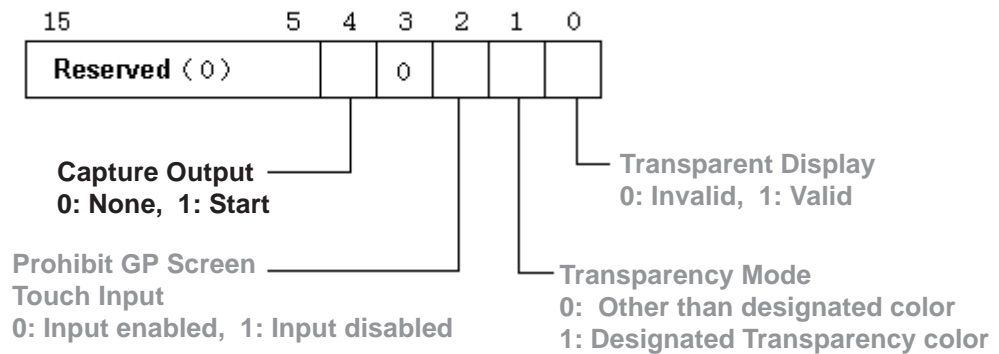 15 5 4 3 2 1 0
Reserved (0) 0
Capture Output
0: None, 1: Start
Transparent Display
0: Invalid, 1: Valid
Prohibit GP Screen
Touch Input
0: Input enabled, 1: Input disabled
Transparency Mode
0: Other than designated color
1: Designated Transparency color